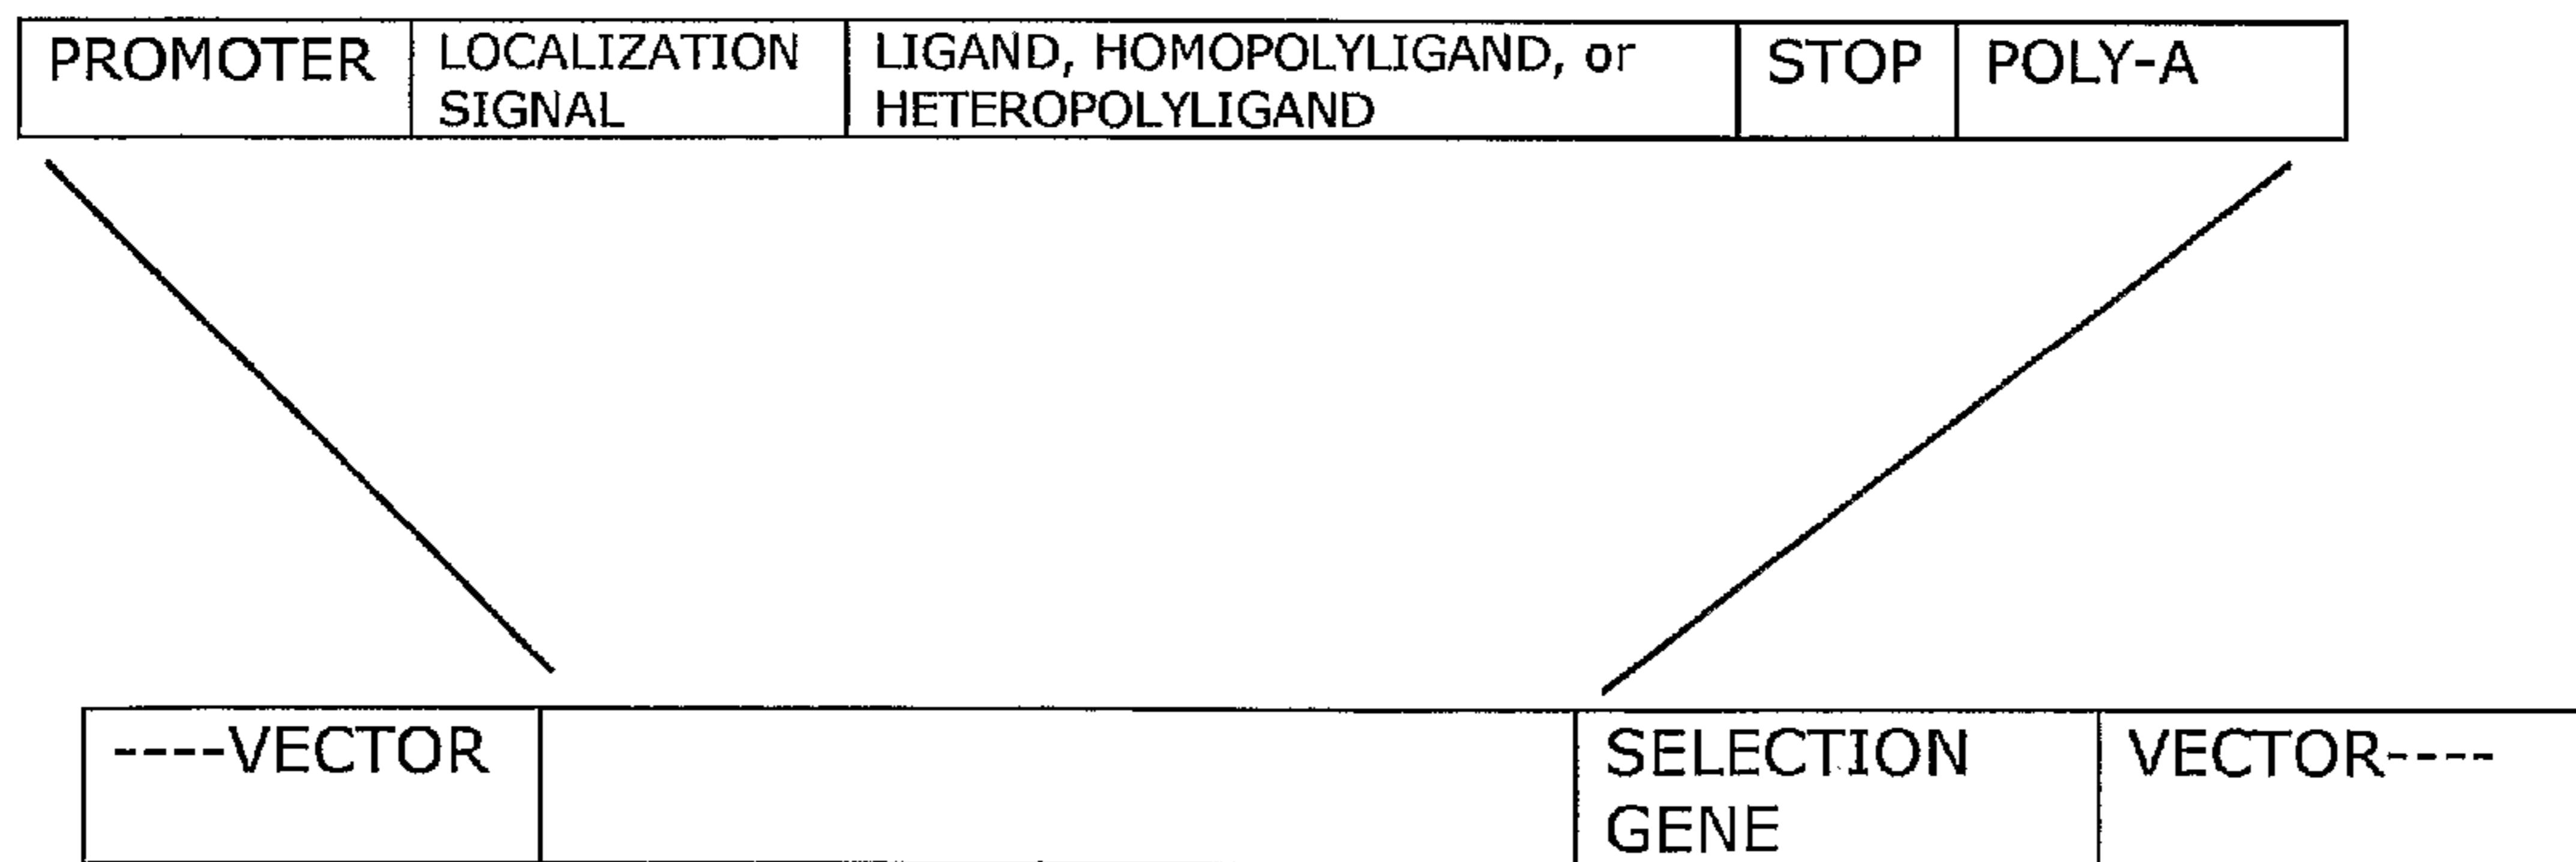 PROMOTER
LOCALIZATION
SIGNAL
LIGAND, HOMOPOLYLIGAND, or
HETEROPOLYLIGAND
STOP
POLY-A
----VECTOR
SELECTION
GENE
VECTOR----